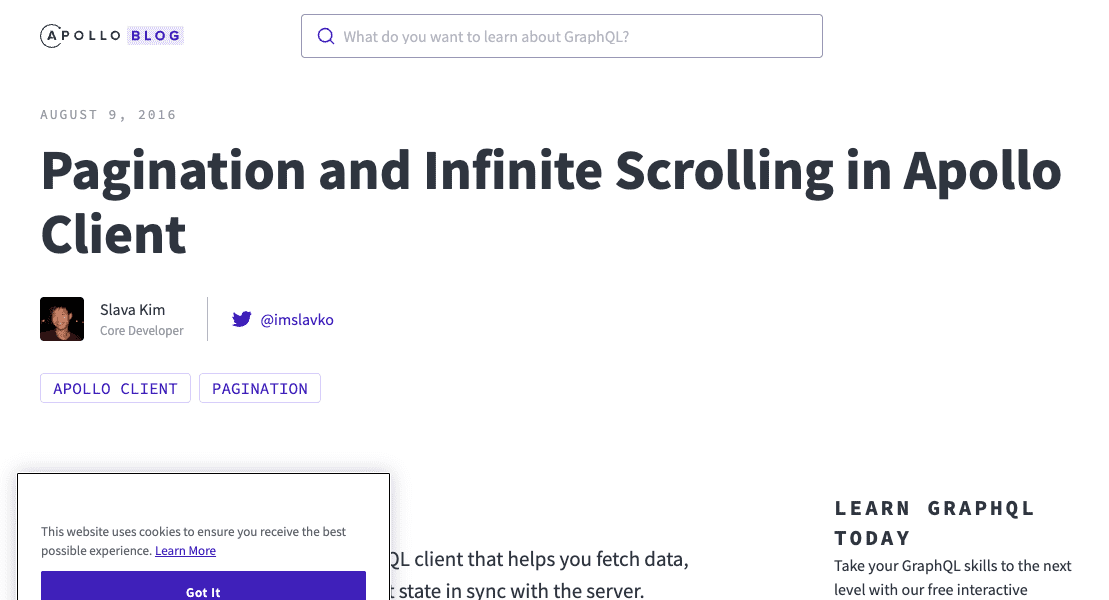 APOLLO BLOG
What do you want to learn about GraphQL?
AUGUST 9, 2016
Pagination and Infinite Scrolling in Apollo
Client
Slava Kim
Core Developer
@imslavko
APOLLO CLIENT
PAGINATION
This website uses cookies to ensure you receive the best
possible experience. Learn More
Got It
client that helps you fetch data,
state in sync with the server.
LEARN GRAPHQL
TODAY
Take your GraphQL skills to the next
level with our free interactive